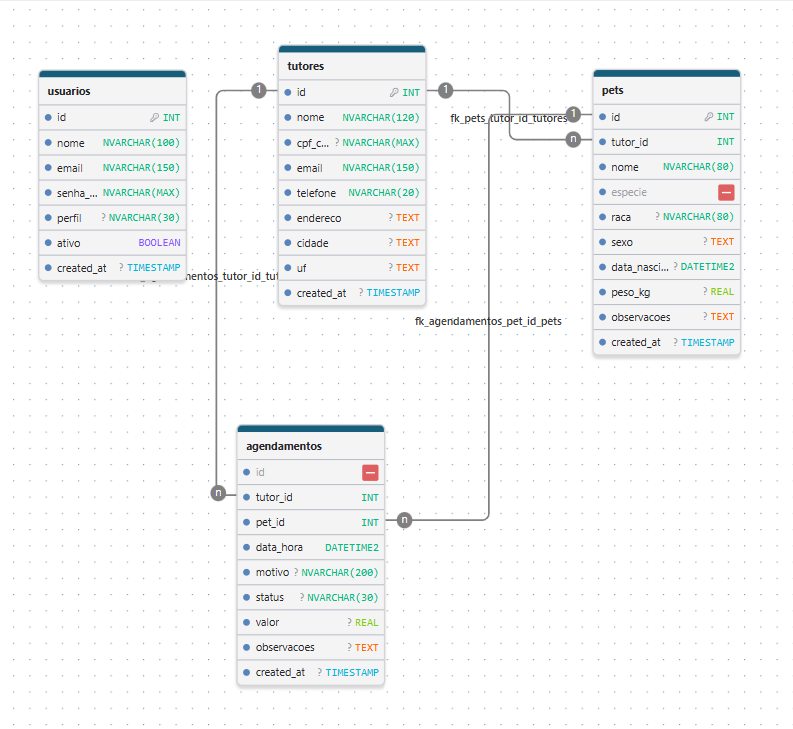 usuarios
id INT
nome NVARCHAR(100)
email NVARCHAR(150)
senha_... NVARCHAR(MAX)
perfil ? NVARCHAR(30)
ativo BOOLEAN
created_at ? TIMESTAMP
tutores
1 id INT 1
nome NVARCHAR(120)
cpf_c... ? NVARCHAR(MAX)
email NVARCHAR(150)
telefone NVARCHAR(20)
endereco ? TEXT
cidade ? TEXT
uf ? TEXT
created_at ? TIMESTAMP
mentos_tutor_id_tut
fk_pets_tutor_id_tutores
pets
1 id INT
n tutor_id INT
nome NVARCHAR(80)
especie
raca ? NVARCHAR(80)
sexo ? TEXT
data_nasci... ? DATETIME2
peso_kg ? REAL
observacoes ? TEXT
created_at ? TIMESTAMP
fk_agendamentos_pet_id_pets
agendamentos
id
n tutor_id INT
pet_id INT n
data_hora DATETIME2
motivo ? NVARCHAR(200)
status ? NVARCHAR(30)
valor ? REAL
observacoes ? TEXT
created_at ? TIMESTAMP